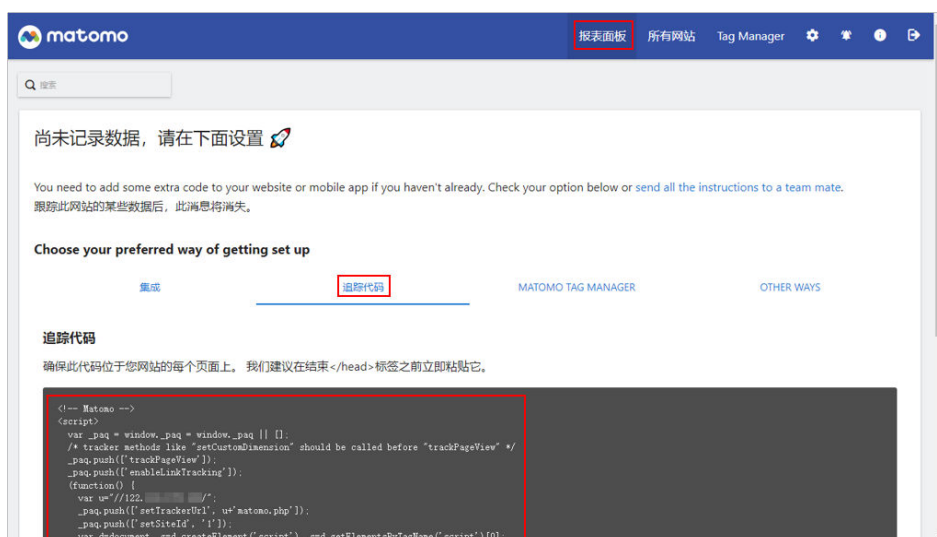 matomo
报表面板 所有网站 Tag Manager
搜索
尚未记录数据，请在下面设置 🚀
You need to add some extra code to your website or mobile app if you haven't already. Check your option below or send all the instructions to a team mate.
跟踪此网站的某些数据后，此消息将消失。
Choose your preferred way of getting set up
集成 追踪代码 MATOMO TAG MANAGER OTHER WAYS
追踪代码
确保此代码位于您网站的每个页面上。 我们建议在结束</head>标签之前立即粘贴它。
<!-- Matomo -->
<script>
var _paq = window._paq = window._paq || [];
/* tracker methods like "setCustomDimension" should be called before "trackPageView" */
_paq.push(['trackPageView']);
_paq.push(['enableLinkTracking']);
(function() {
var u="//122. /";
_paq.push(['setTrackerUrl', u+'matomo.php']);
_paq.push(['setSiteId', '1']);